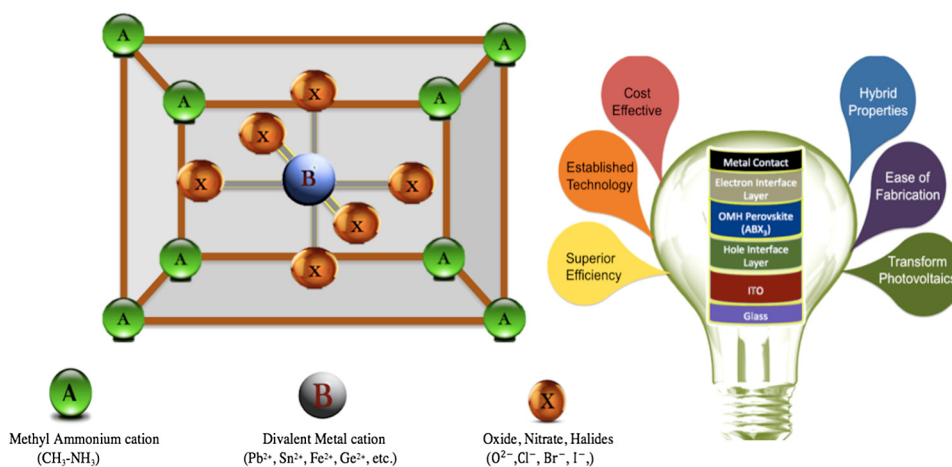 A
A
A
A
X
X
X
B
X
X
X
A
A
A
A
A
Methyl Ammonium cation
(CH₃-NH₃)
B
Divalent Metal cation
(Pb²⁺, Sn²⁺, Fe²⁺, Ge²⁺, etc.)
X
Oxide, Nitrate, Halides
(O²⁻,Cl⁻, Br⁻, I⁻,)
Cost
Effective
Established
Technology
Superior
Efficiency
Hybrid
Properties
Ease of
Fabrication
Transform
Photovoltaics
Metal Contact
Electron Interface
Layer
OMH Perovskite
(ABX₃)
Hole Interface
Layer
ITO
Glass